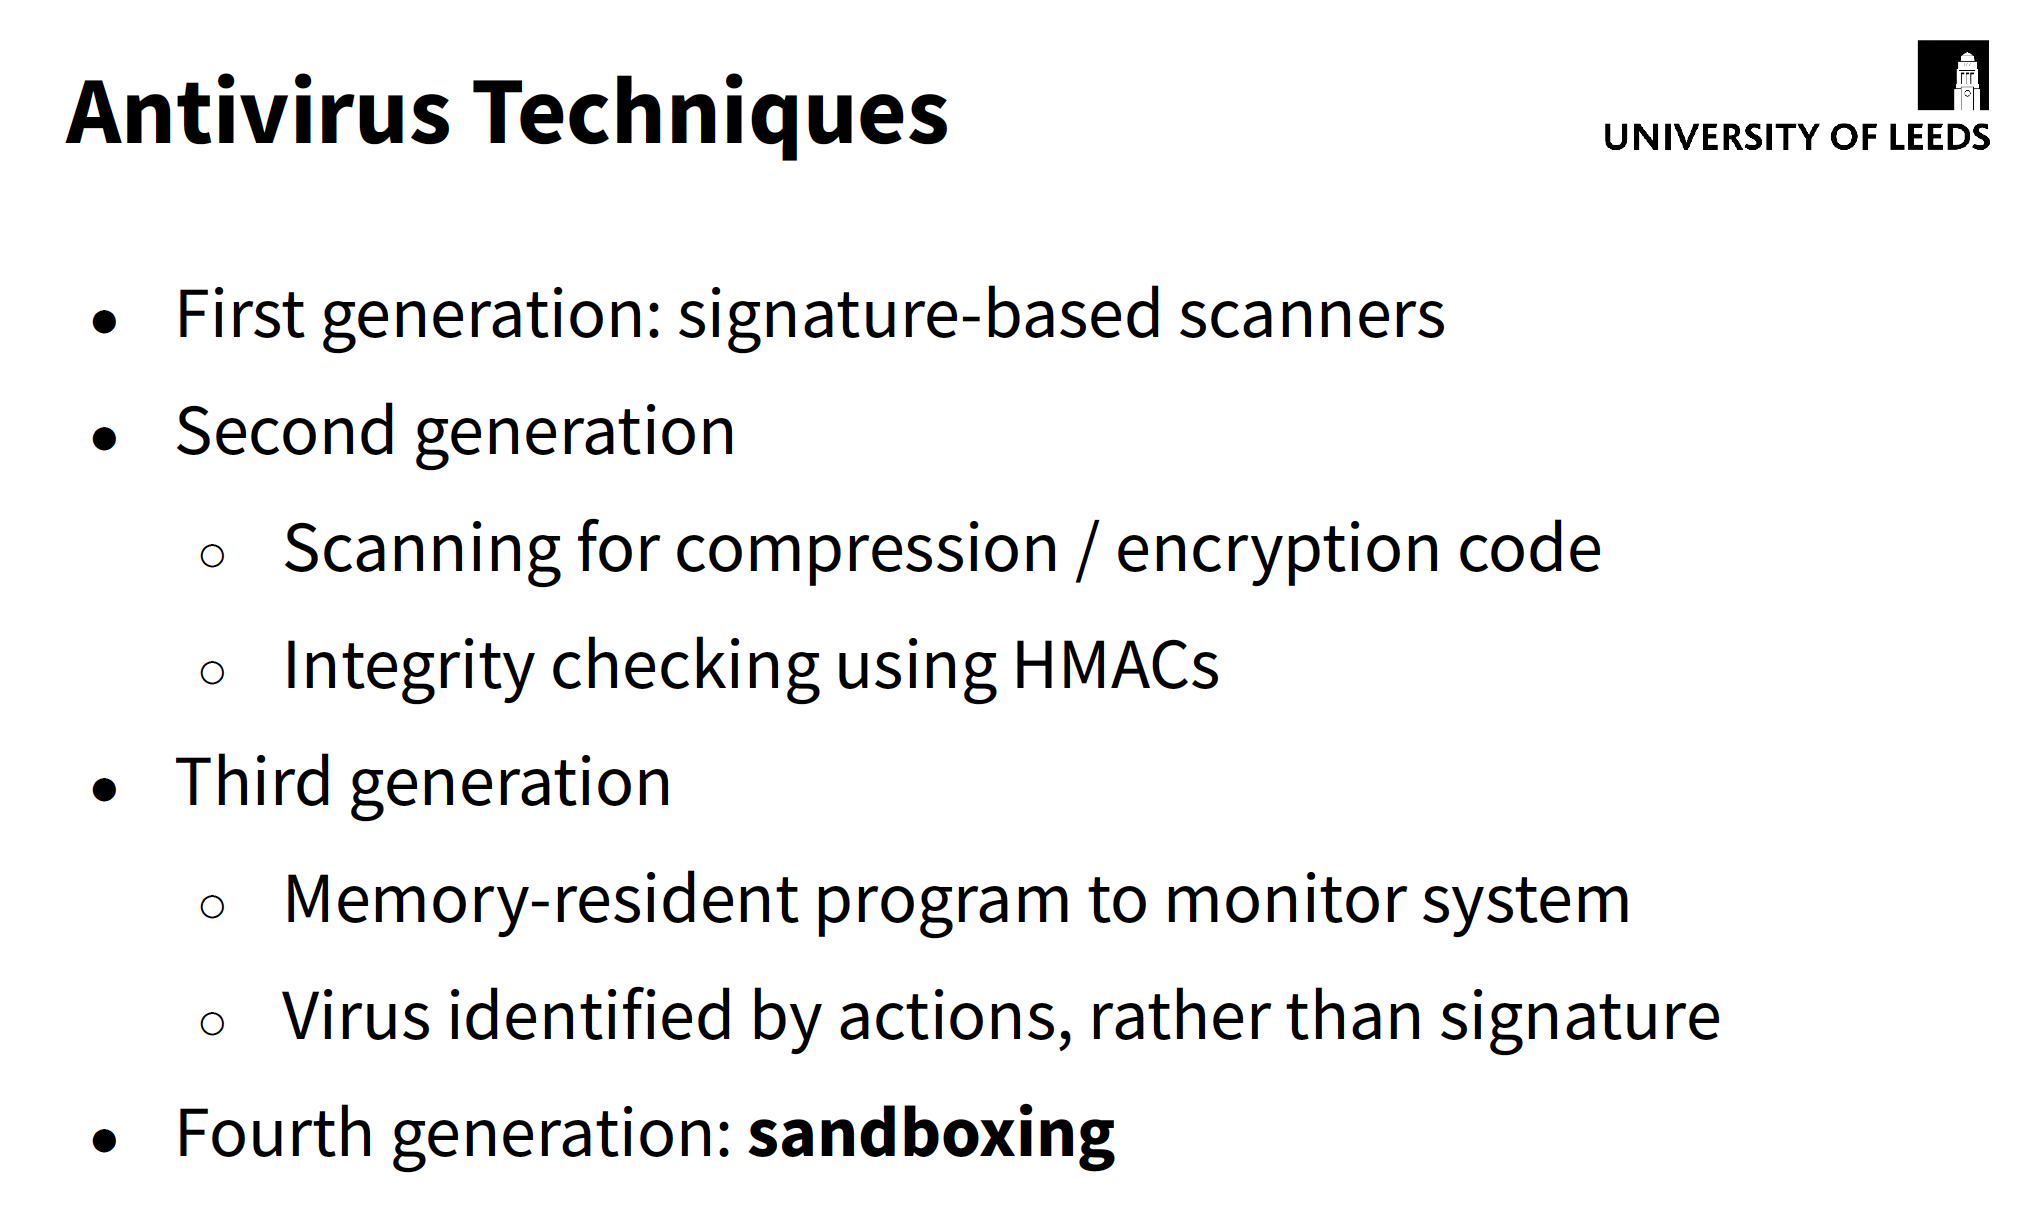 Antivirus Techniques
UNIVERSITY OF LEEDS
● First generation: signature-based scanners
● Second generation
○ Scanning for compression / encryption code
○ Integrity checking using HMACs
● Third generation
○ Memory-resident program to monitor system
○ Virus identified by actions, rather than signature
● Fourth generation: sandboxing